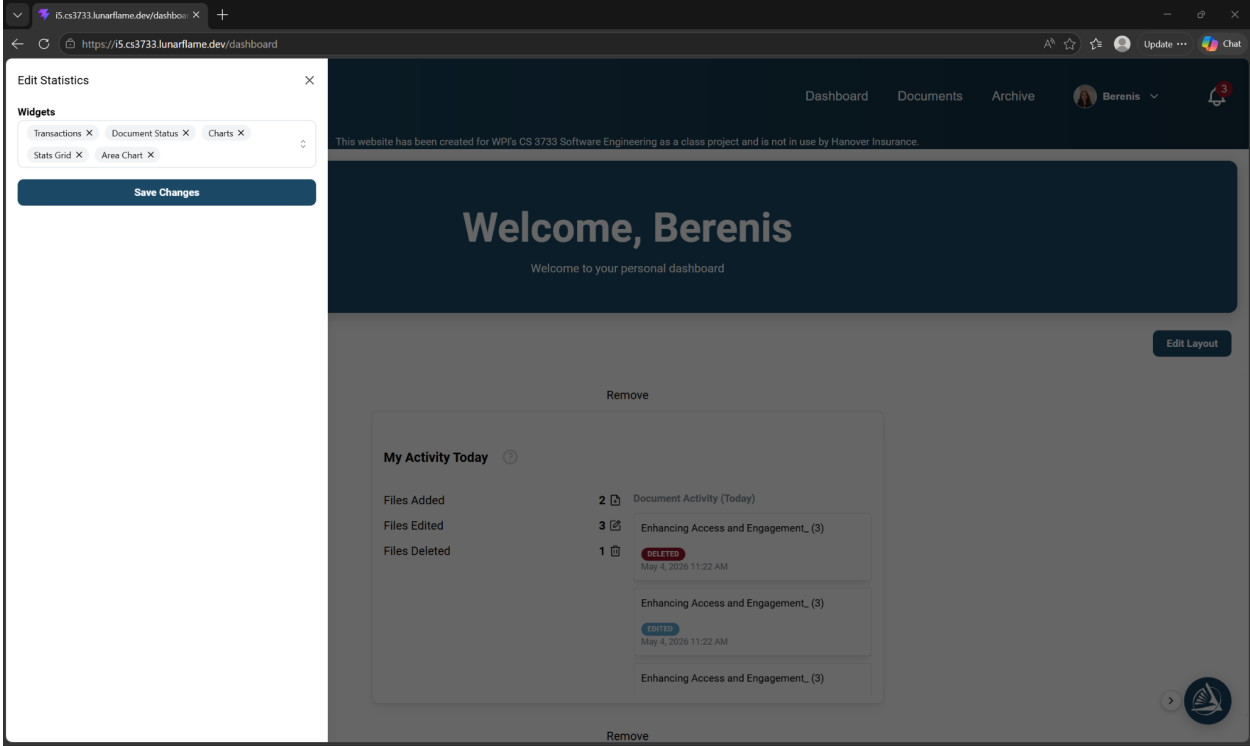 i5.cs3733.lunarflame.dev/dashboar
https://i5.cs3733.lunarflame.dev/dashboard
Update
Chat
Edit Statistics
Widgets
Transactions
Document Status
Charts
Stats Grid
Area Chart
Save Changes
Dashboard
Documents
Archive
Berenis
3
This website has been created for WPI's CS 3733 Software Engineering as a class project and is not in use by Hanover Insurance.
Welcome, Berenis
Welcome to your personal dashboard
Edit Layout
Remove
My Activity Today
Files Added 2
Files Edited 3
Files Deleted 1
Document Activity (Today)
Enhancing Access and Engagement_ (3)
DELETED
May 4, 2026 11:22 AM
Enhancing Access and Engagement_ (3)
EDITED
May 4, 2026 11:22 AM
Enhancing Access and Engagement_ (3)
Remove